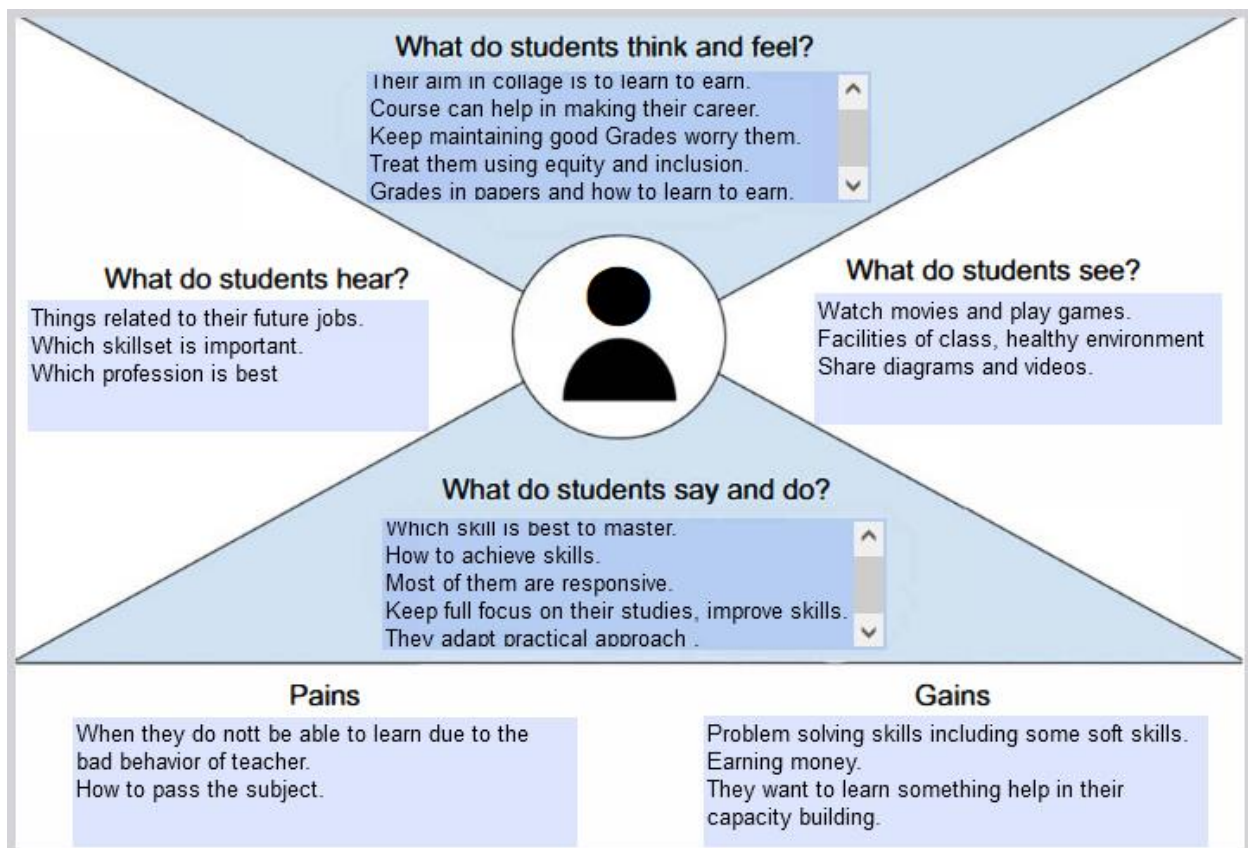 What do students think and feel?
Their aim in collage is to learn to earn.
Course can help in making their career.
Keep maintaining good Grades worry them.
Treat them using equity and inclusion.
Grades in papers and how to learn to earn.
What do students hear?
Things related to their future jobs.
Which skillset is important.
Which profession is best
What do students see?
Watch movies and play games.
Facilities of class, healthy environment
Share diagrams and videos.
What do students say and do?
Which skill is best to master.
How to achieve skills.
Most of them are responsive.
Keep full focus on their studies, improve skills.
They adapt practical approach .
Pains
When they do nott be able to learn due to the
bad behavior of teacher.
How to pass the subject.
Gains
Problem solving skills including some soft skills.
Earning money.
They want to learn something help in their
capacity building.